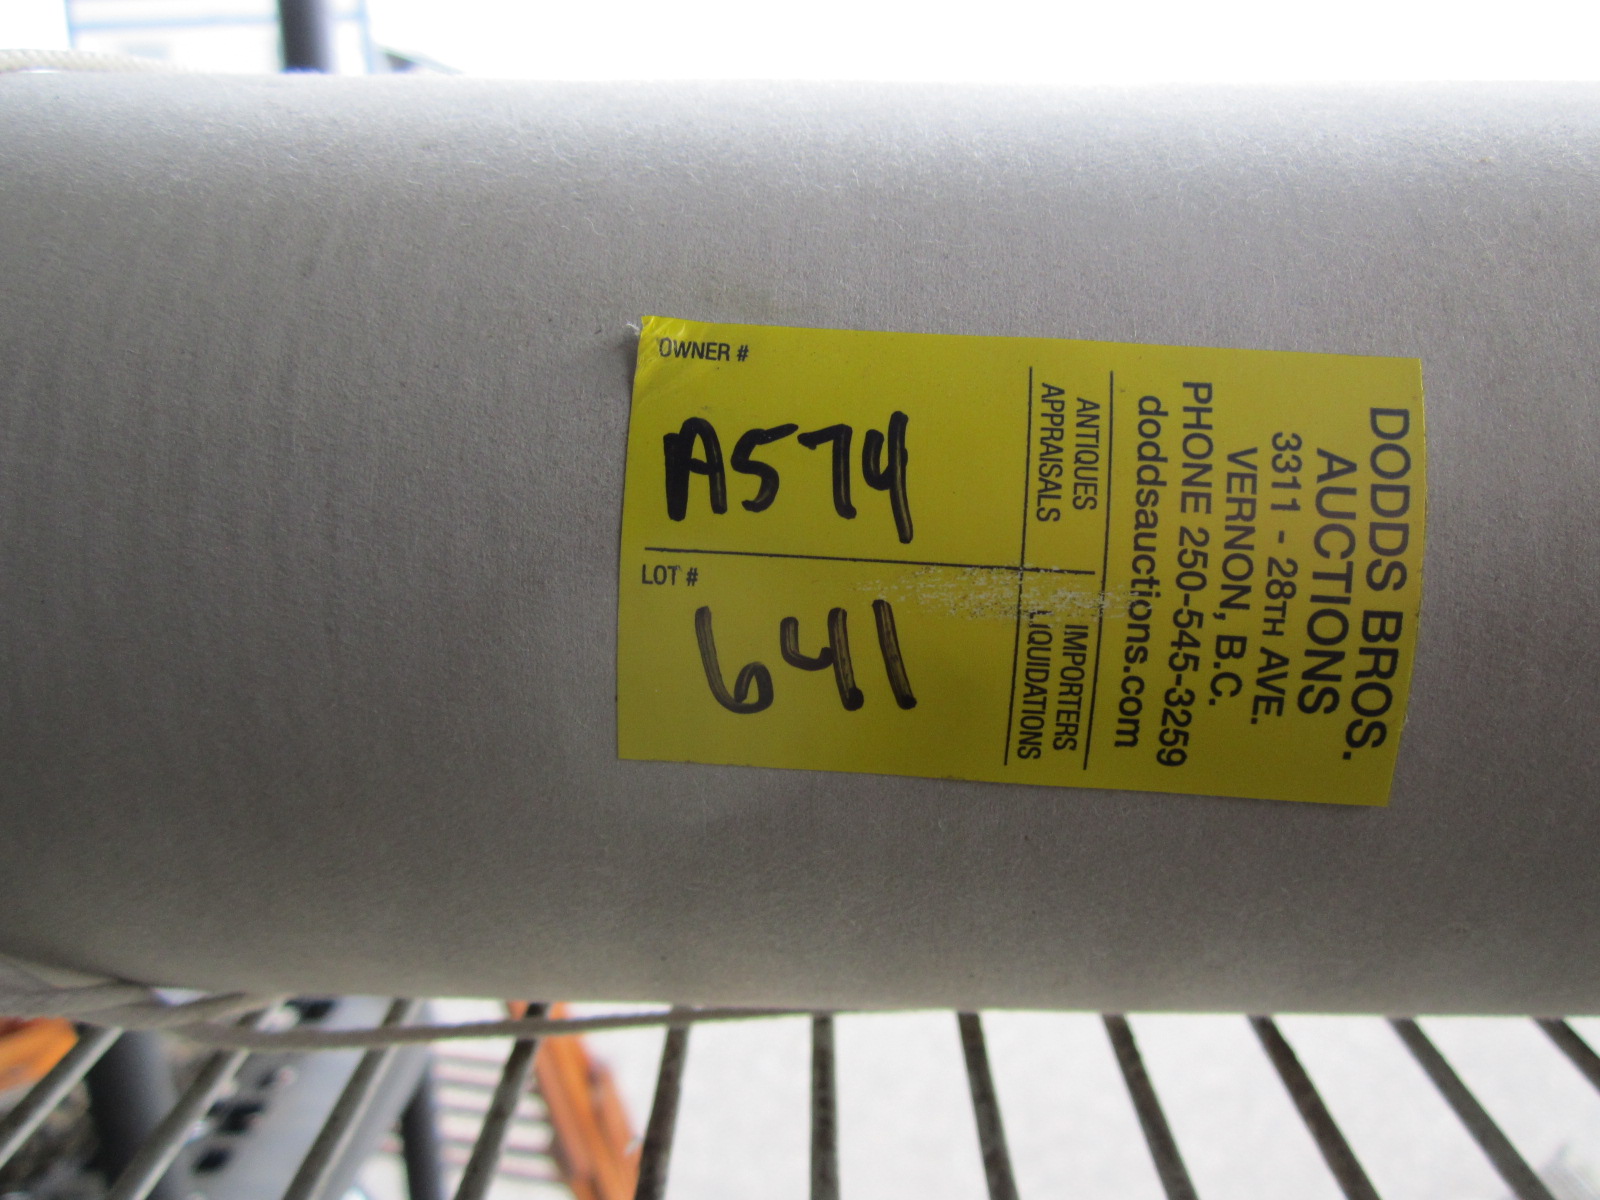 DODDS BROS.
AUCTIONS
3311 - 28TH AVE.
VERNON, B.C.
PHONE 250-545-3259
doddsauctions.com
ANTIQUES
APPRAISALS
IMPORTERS
LIQUIDATIONS
OWNER #
A574
LOT #
641